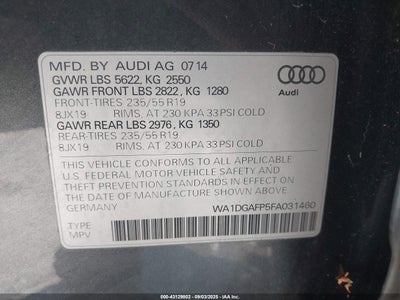 MFD. BY AUDI AG 07 14
GVWR LBS 5622, KG 2550
GAWR FRONT LBS 2822, KG 1280
FRONT-TIRES 235/55 R19
8JX19 RIMS, AT 230 KPA 33 PSI COLD
GAWR REAR LBS 2976, KG 1350
REAR-TIRES 235/55 R19
8JX19 RIMS, AT 230 KPA 33 PSI COLD
Audi
THIS VEHICLE CONFORMS TO ALL APPLICABLE
U.S. FEDERAL MOTOR VEHICLE SAFETY, BUMPER
AND THEFT PREVENTION STANDARDS IN EFFECT ON
THE DATE OF MANUFACTURE SHOWN ABOVE.
GERMANY WA1DGAFP5FA031460
TYPE
MPV
000-43129602 - 09/03/2025 - IAAI.COM